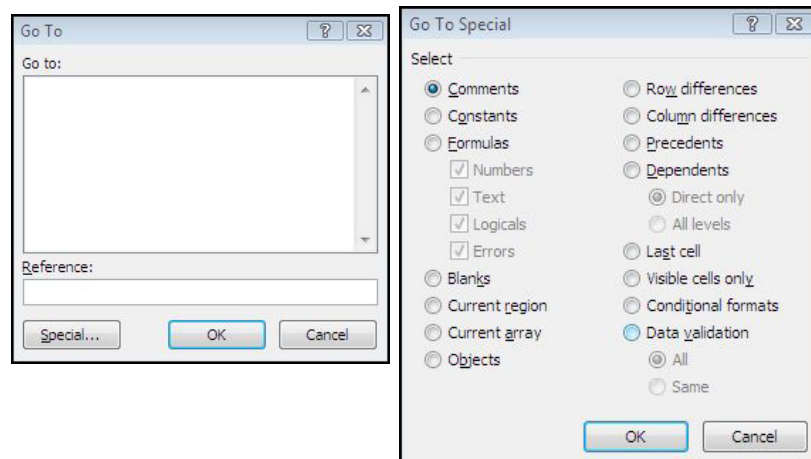 Go To
Go to:
Reference:
Special...
OK
Cancel
Go To Special
Select
Comments
Constants
Formulas
Numbers
Text
Logicals
Errors
Blanks
Current region
Current array
Objects
Row differences
Column differences
Precedents
Dependents
Direct only
All levels
Last cell
Visible cells only
Conditional formats
Data validation
All
Same
OK
Cancel